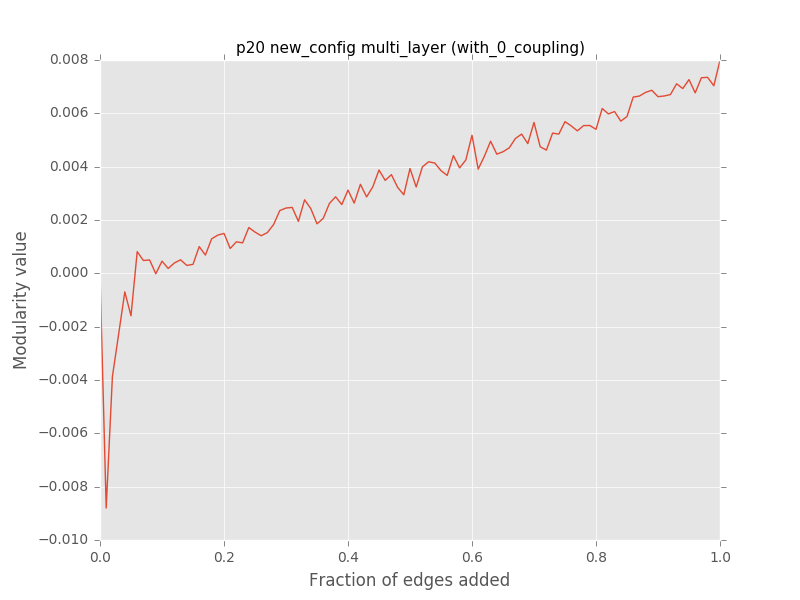 p20 new_config multi_layer (with_0_coupling)
0.008
0.006
0.004
0.002
0.000
−0.002
−0.004
−0.006
−0.008
−0.010
Modularity value
0.0 0.2 0.4 0.6 0.8 1.0
Fraction of edges added